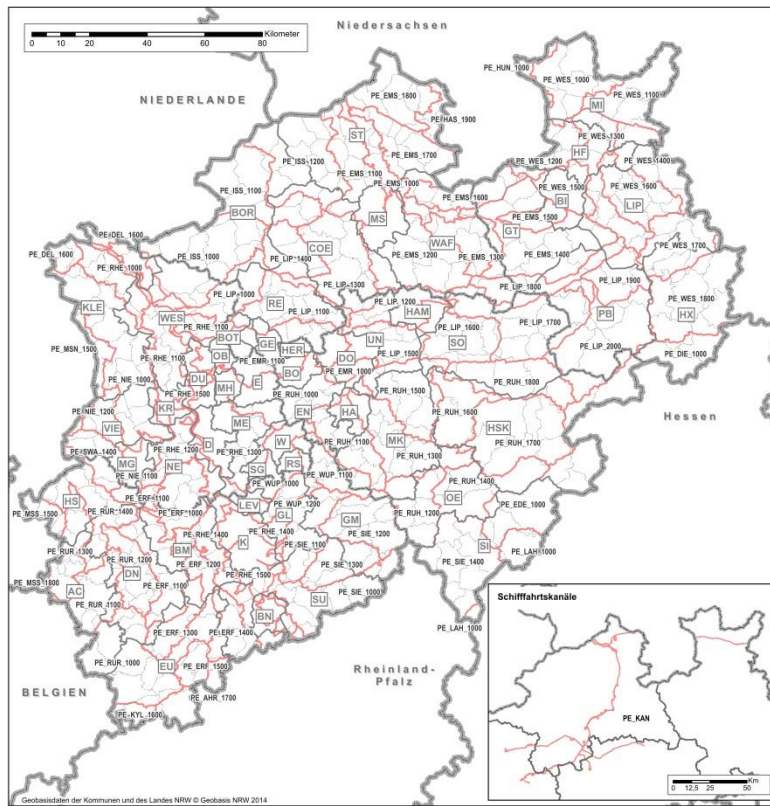 Niedersachsen
Kilometer
0 20 40 60 80
PE_HUN_1000
PE_WES_1000
PE_EMS_1800
PE_WES_1100
NIEDERLANDE
MI
PE_HAS_1900
ST
PE_WES_1300
HF
PE_ISS_1200
PE_EMS_1700
PE_WES_1200
PE_WES_1400
PE_EMS_1100
PE_ISS_1100
PE_EMS_1000
PE_WES_1500
PE_WES_1600
PE_EMS_1600
BI
LIP
BOR
MS
PE_EMS_1500
GT
PE_DEL_1600
WAF
PE_WES_1700
COE
PE_DEL_1600
PE_ISS_1000
PE_LIP_1400
PE_EMS_1200
PE_EMS_1300
PE_EMS_1400
PE_RHE_1000
PE_LIP_1900
PE_LIP_1300
PE_LIP_1800
PE_LIP_1000
PE_WES_1800
KLE
RE
PE_LIP_1200
PE_LIP_1100
HAM
PB
HX
WES
PE_LIP_1700
PE_RHE_1100
PE_LIP_1600
BOT
UN
SO
PE_LIP_2000
PE_DIE_1000
GE
HER
PE_MSN_1500
PE_RHE_1100
OB
DO
PE_LIP_1500
PE_EMR_1100
PE_EMR_1000
BO
PE_NIE_1000
DU
MH
E
PE_RUH_1500
PE_RUH_1800
PE_RHE_1500
PE_RUH_1000
Hessen
KR
PE_NIE_1200
EN
HA
PE_RUH_1600
VIE
ME
HSK
D
W
PE_RUH_1100
MK
PE_RUH_1700
PE_SWA_1400
PE_RHE_1200
PE_RHE_1300
PE_RUH_1300
MG
NE
SG
RS
PE_NIE_1100
PE_WUP_1100
PE_WUP_1000
PE_RUH_1400
HS
PE_ERF_1100
OE
PE_MSS_1500
PE_RUR_1400
PE_ERF_1000
LEV
PE_WUP_1200
PE_RUH_1200
PE_EDE_1000
GL
GM
PE_RHE_1400
PE_RHE_1400
PE_SIE_1200
PE_RUR_1300
BM
K
PE_SIE_1100
SI
PE_RUR_1200
PE_ERF_1200
PE_LAH_1000
PE_SIE_1300
PE_SIE_1400
DN
PE_RHE_1500
PE_MSS_1800
PE_ERF_1100
AC
PE_SIE_1000
SU
Schifffahrtskanäle
PE_RUR_1100
BN
PE_LAH_1000
PE_ERF_1300
PE_ERF_1400
PE_RUR_1000
EU
PE_ERF_1500
Rheinland-
Pfalz
BELGIEN
PE_AHR_1700
PE_KYL_1600
PE_KAN
Km
0 12,5 25 50
Geobasisdaten der Kommunen und des Landes NRW © Geobasis NRW 2014